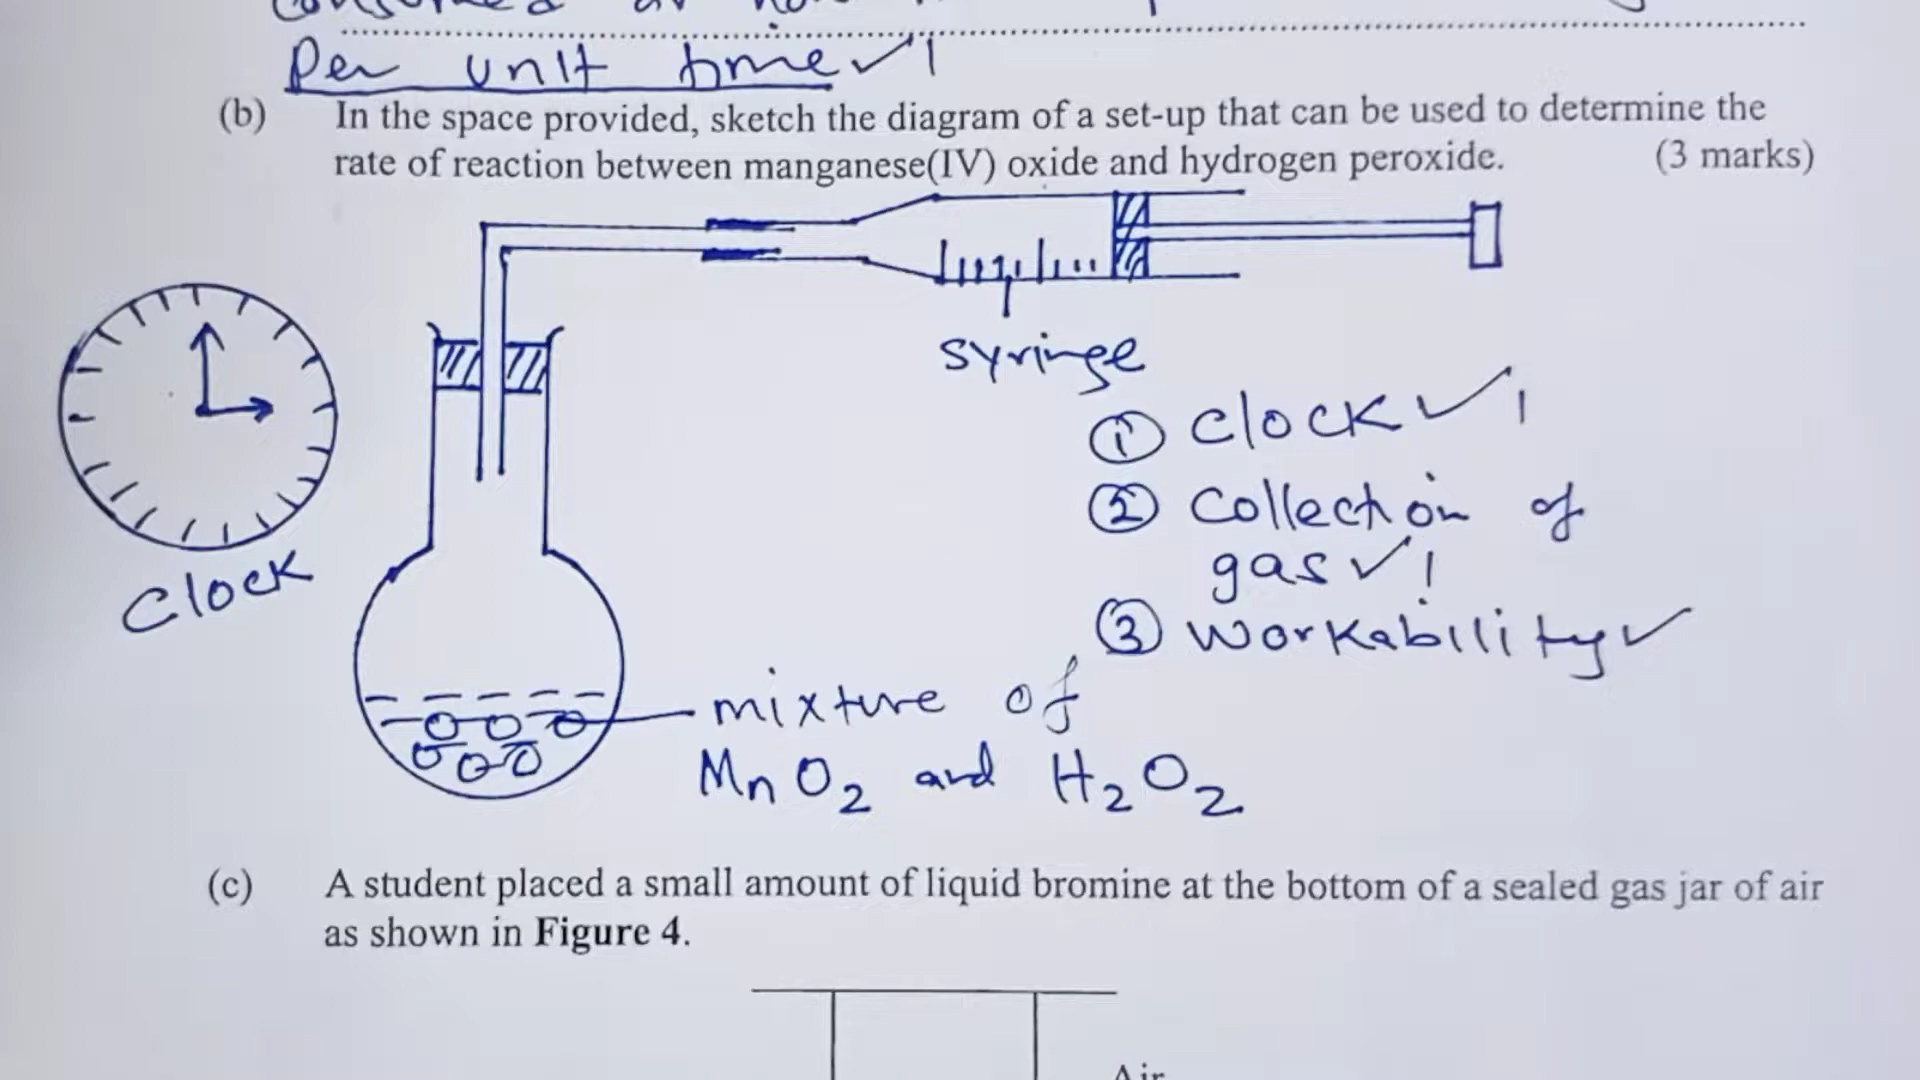 Per unit time ✓1
(b) In the space provided, sketch the diagram of a set-up that can be used to determine the
rate of reaction between manganese(IV) oxide and hydrogen peroxide. (3 marks)
syringe
① Clock ✓1
② Collection of
gas ✓1
③ Workability ✓
Clock
mixture of
MnO₂ and H₂O₂
(c) A student placed a small amount of liquid bromine at the bottom of a sealed gas jar of air
as shown in Figure 4.
Air